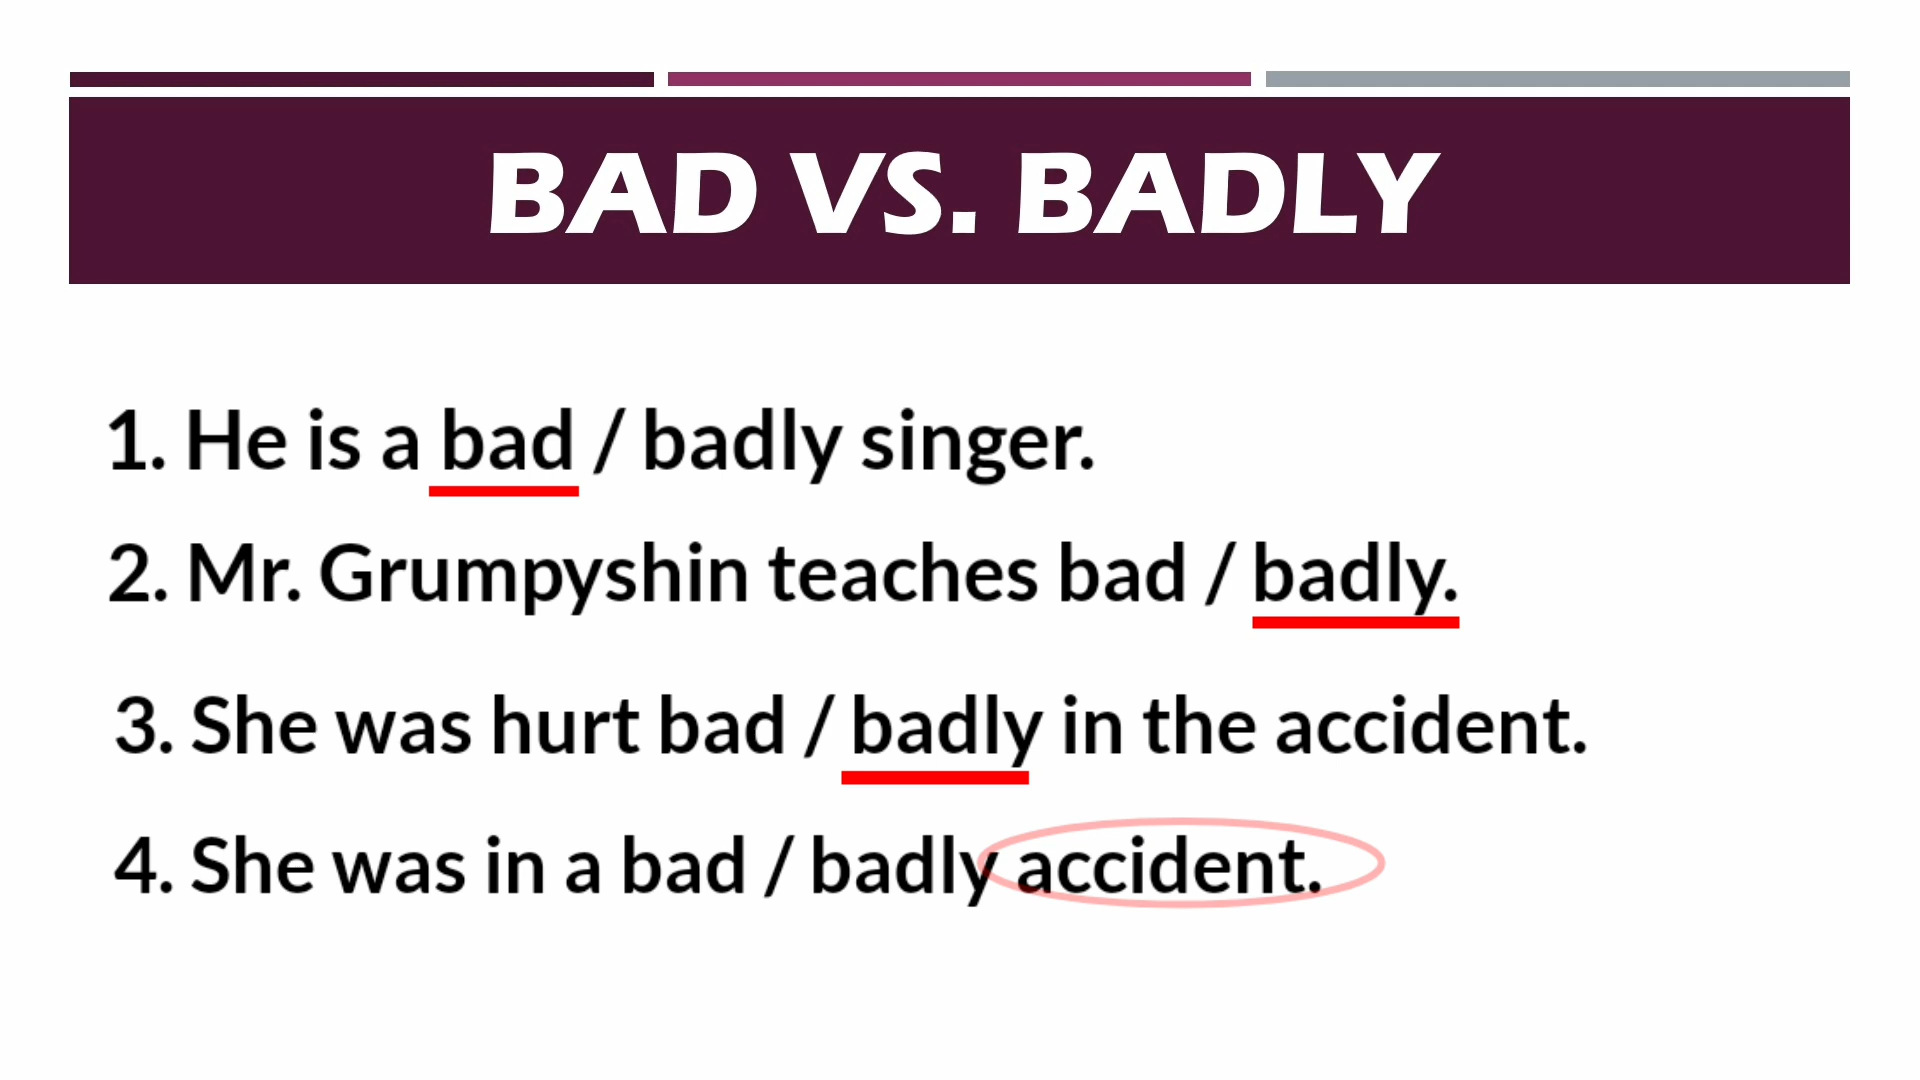 BAD VS. BADLY
1. He is a bad / badly singer.
2. Mr. Grumpyshin teaches bad / badly.
3. She was hurt bad / badly in the accident.
4. She was in a bad / badly accident.